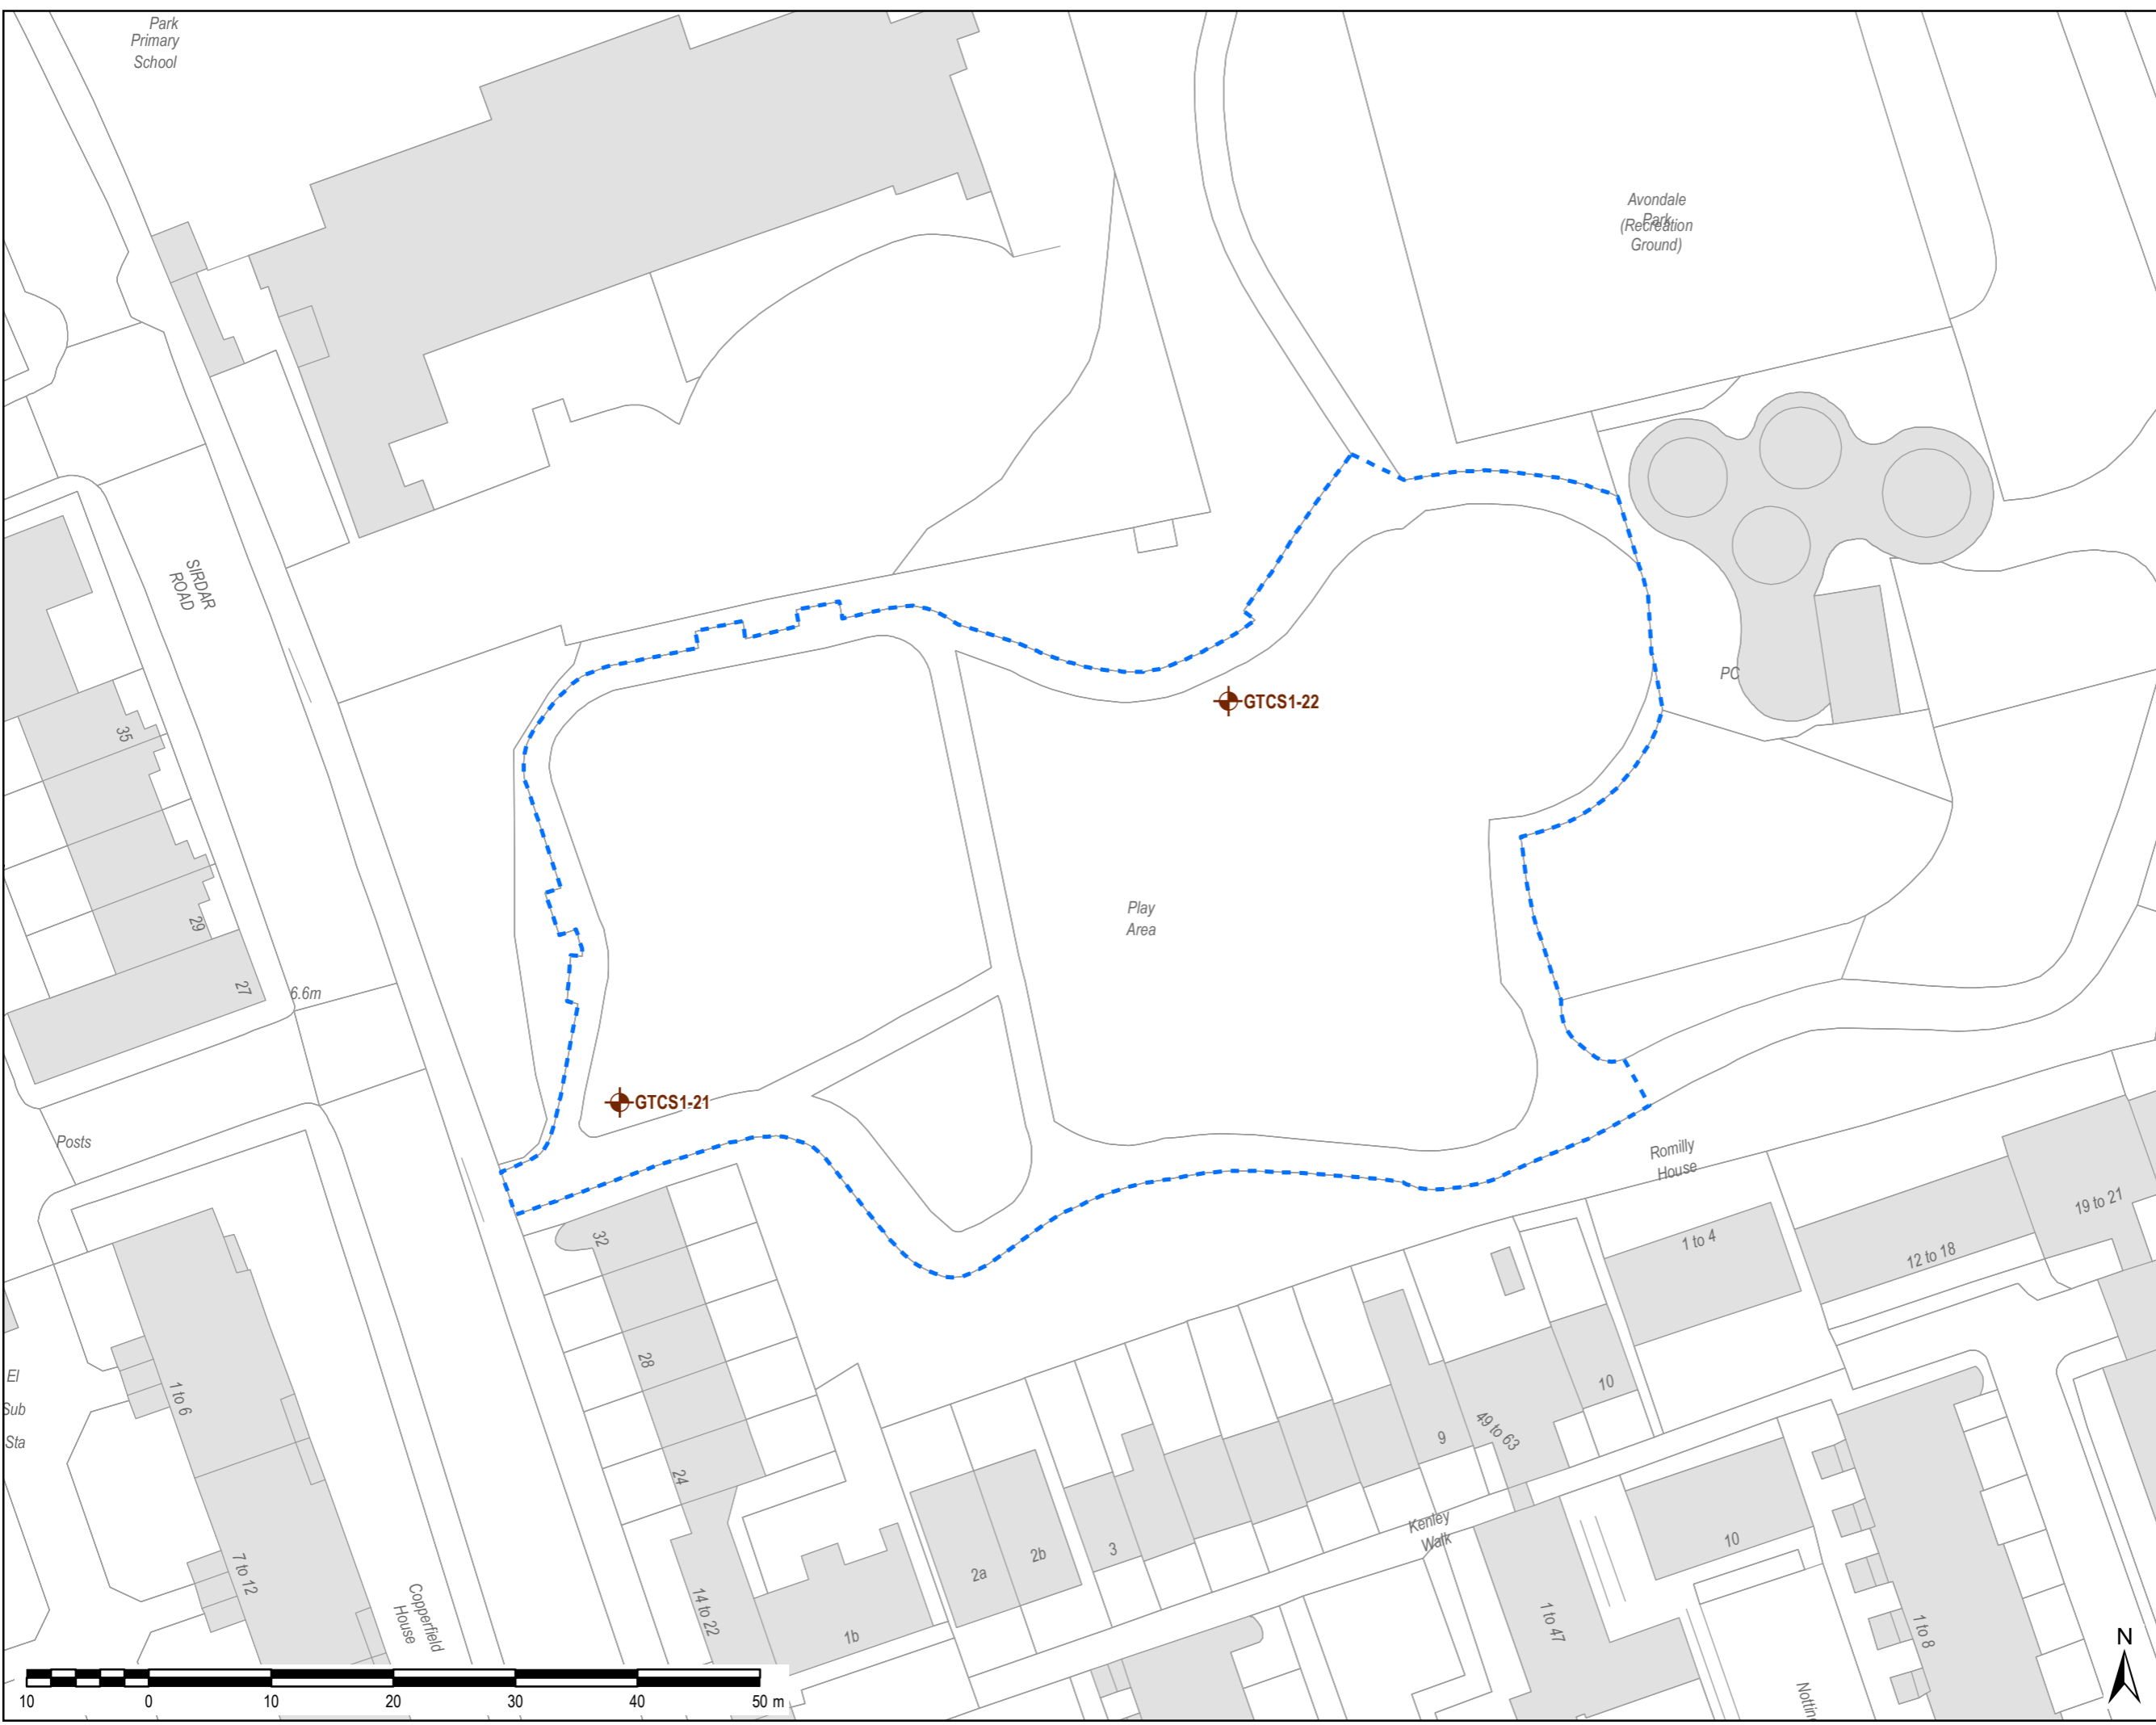 Park
Primary
School
Avondale
Park
(Recreation
Ground)
SIRDAR
ROAD
PC
GTCS1-22
35
Play
Area
29
27
6.6m
GTCS1-21
Posts
Romilly
House
19 to 21
32
1 to 4
12 to 18
28
El
Sub
Sta
1 to 6
10
9
49 to 63
24
Kenley
Walk
2a
2b
3
10
7 to 12
Copperfield
House
14 to 22
1b
1 to 47
1 to 8
N
10 0 10 20 30 40 50 m